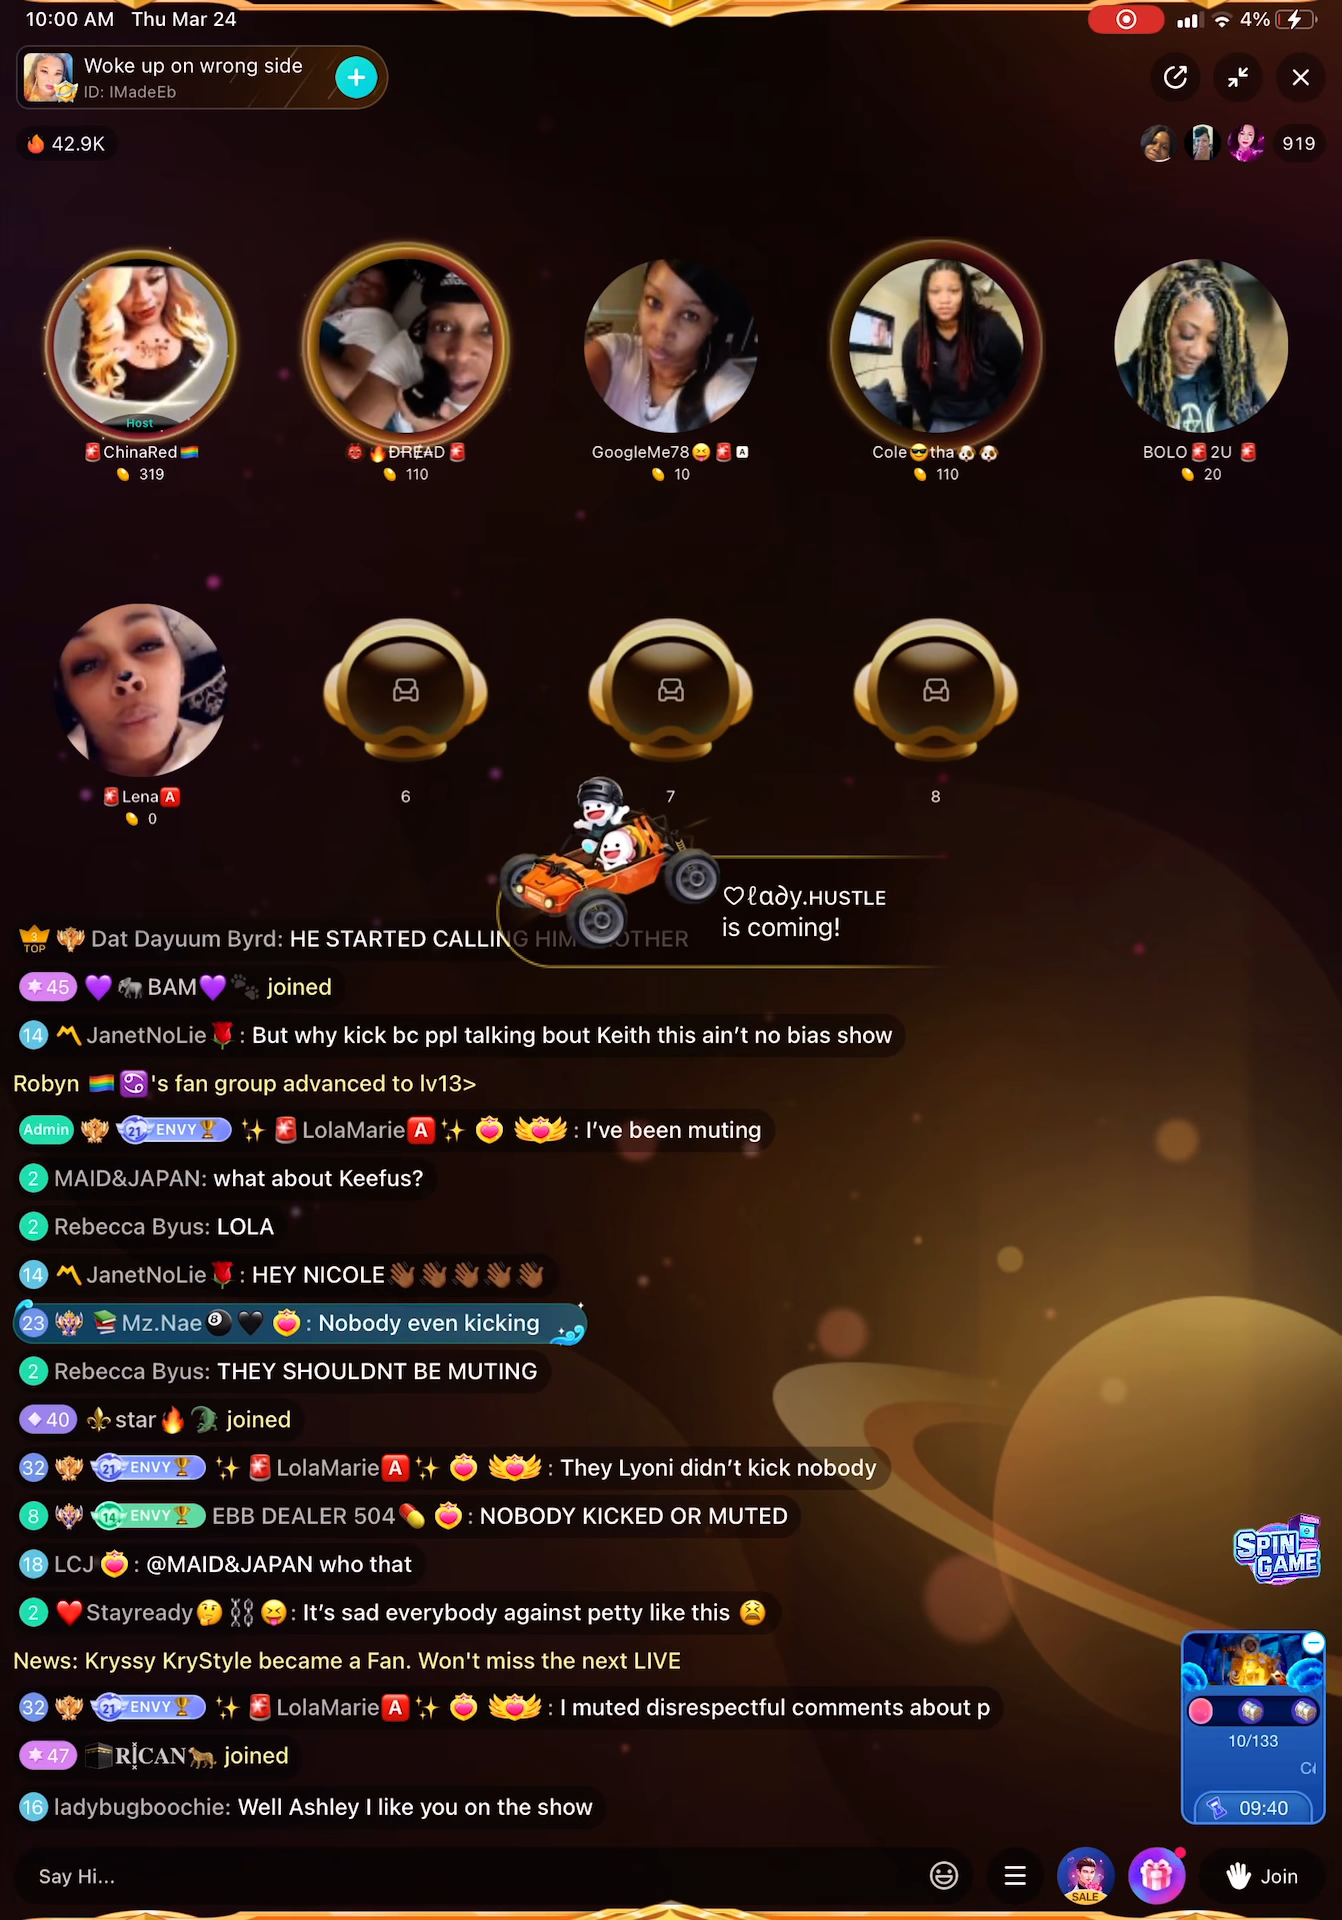 10:00 AM Thu Mar 24
4%
Woke up on wrong side
ID: IMadeEb
🔥 42.9K
919
Host
🚨ChinaRed🏳️‍🌈
319
👹🔥DREAD🚨
110
GoogleMe78😝🚨🅰
10
Cole😎tha🐶🐶
110
BOLO🚨2U 🚨
20
🚨Lena🅰️
0
6
7
8
♡ℓα∂у.ʜᴜsᴛʟᴇ
is coming!
3 TOP Dat Dayuum Byrd: HE STARTED CALLING HIM BROTHER
45 💜🐘BAM💜🐾 joined
14 〽️JanetNoLie🌹: But why kick bc ppl talking bout Keith this ain't no bias show
Robyn 🏳️‍🌈♋'s fan group advanced to lv13>
Admin 21 ENVY🏆 ✨🚨LolaMarie🅰️✨ : I've been muting
2 MAID&JAPAN: what about Keefus?
2 Rebecca Byus: LOLA
14 〽️JanetNoLie🌹: HEY NICOLE👋🏾👋🏾👋🏾👋🏾👋🏾
23 📚Mz.Nae🎱🖤 : Nobody even kicking
2 Rebecca Byus: THEY SHOULDNT BE MUTING
40 ⚜️star🔥🐊 joined
32 21 ENVY🏆 ✨🚨LolaMarie🅰️✨ : They Lyoni didn't kick nobody
8 14 ENVY🏆 EBB DEALER 504💊 : NOBODY KICKED OR MUTED
18 LCJ : @MAID&JAPAN who that
2 ❤️Stayready🤔⛓😝: It's sad everybody against petty like this 😫
News: Kryssy KryStyle became a Fan. Won't miss the next LIVE
32 21 ENVY🏆 ✨🚨LolaMarie🅰️✨ : I muted disrespectful comments about p
47 🕋RICAN🐆 joined
16 ladybugboochie: Well Ashley I like you on the show
SPIN GAME
10/133
09:40
Say Hi...
SALE
Join